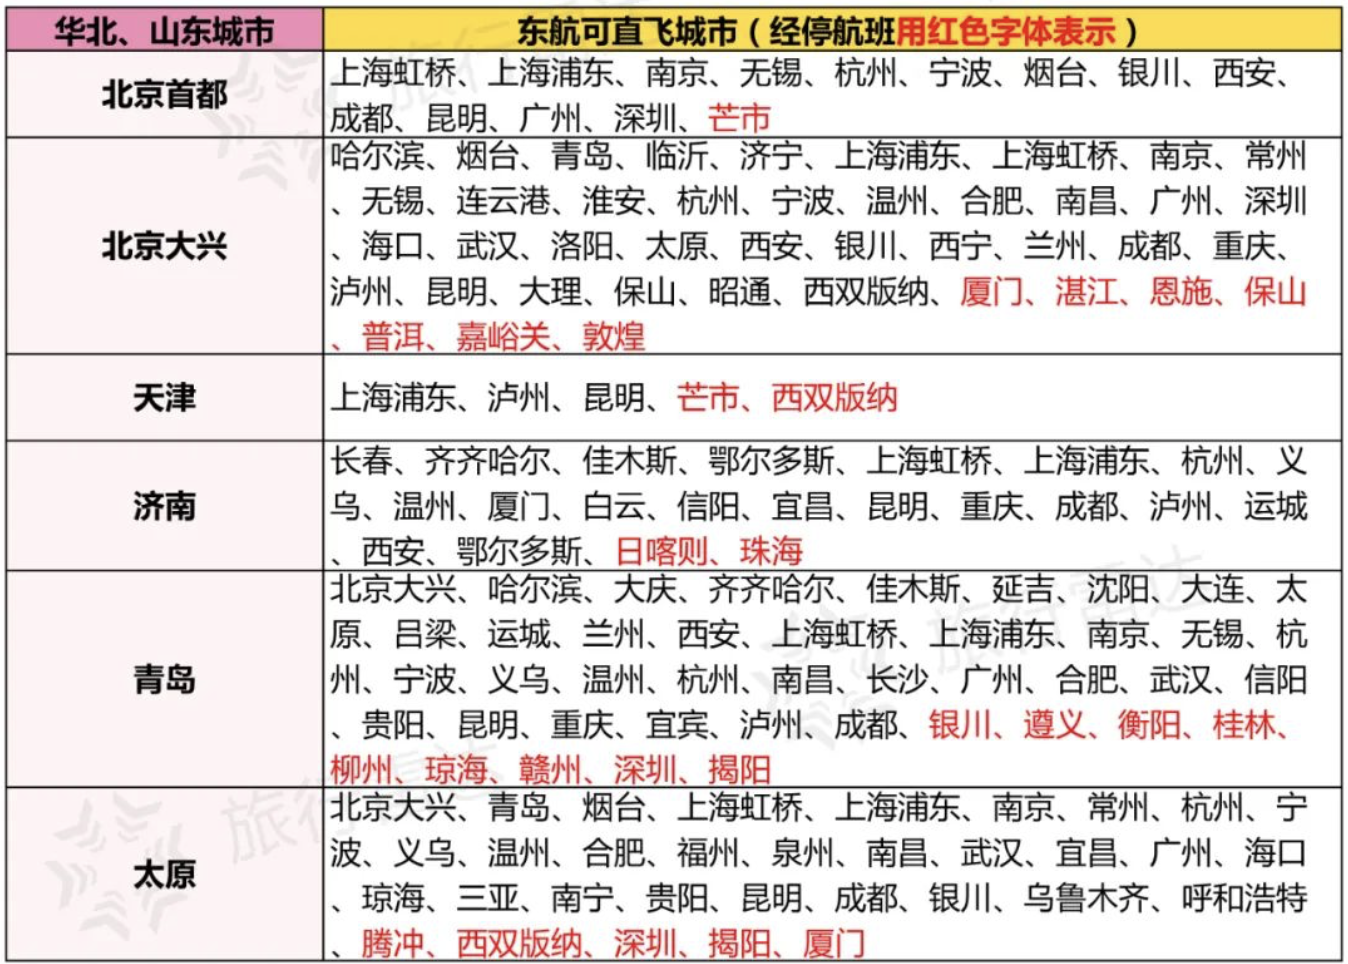 华北、山东城市
东航可直飞城市（经停航班用红色字体表示）
北京首都
上海虹桥、上海浦东、南京、无锡、杭州、宁波、烟台、银川、西安、
成都、昆明、广州、深圳、芒市
北京大兴
哈尔滨、烟台、青岛、临沂、济宁、上海浦东、上海虹桥、南京、常州
、无锡、连云港、淮安、杭州、宁波、温州、合肥、南昌、广州、深圳
、海口、武汉、洛阳、太原、西安、银川、西宁、兰州、成都、重庆、
泸州、昆明、大理、保山、昭通、西双版纳、厦门、湛江、恩施、保山
、普洱、嘉峪关、敦煌
天津
上海浦东、泸州、昆明、芒市、西双版纳
济南
长春、齐齐哈尔、佳木斯、鄂尔多斯、上海虹桥、上海浦东、杭州、义
乌、温州、厦门、白云、信阳、宜昌、昆明、重庆、成都、泸州、运城
、西安、鄂尔多斯、日喀则、珠海
青岛
北京大兴、哈尔滨、大庆、齐齐哈尔、佳木斯、延吉、沈阳、大连、太
原、吕梁、运城、兰州、西安、上海虹桥、上海浦东、南京、无锡、杭
州、宁波、义乌、温州、杭州、南昌、长沙、广州、合肥、武汉、信阳
、贵阳、昆明、重庆、宜宾、泸州、成都、银川、遵义、衡阳、桂林、
柳州、琼海、赣州、深圳、揭阳
太原
北京大兴、青岛、烟台、上海虹桥、上海浦东、南京、常州、杭州、宁
波、义乌、温州、合肥、福州、泉州、南昌、武汉、宜昌、广州、海口
、琼海、三亚、南宁、贵阳、昆明、成都、银川、乌鲁木齐、呼和浩特
、腾冲、西双版纳、深圳、揭阳、厦门
旅行雷达
旅行雷达
旅行雷达